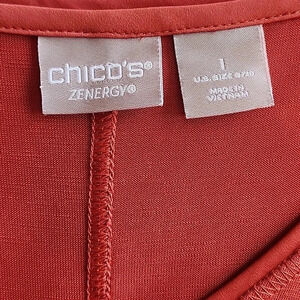 chico's®
ZENERGY®
1
U.S. SIZE 8/10
MADE IN
VIETNAM